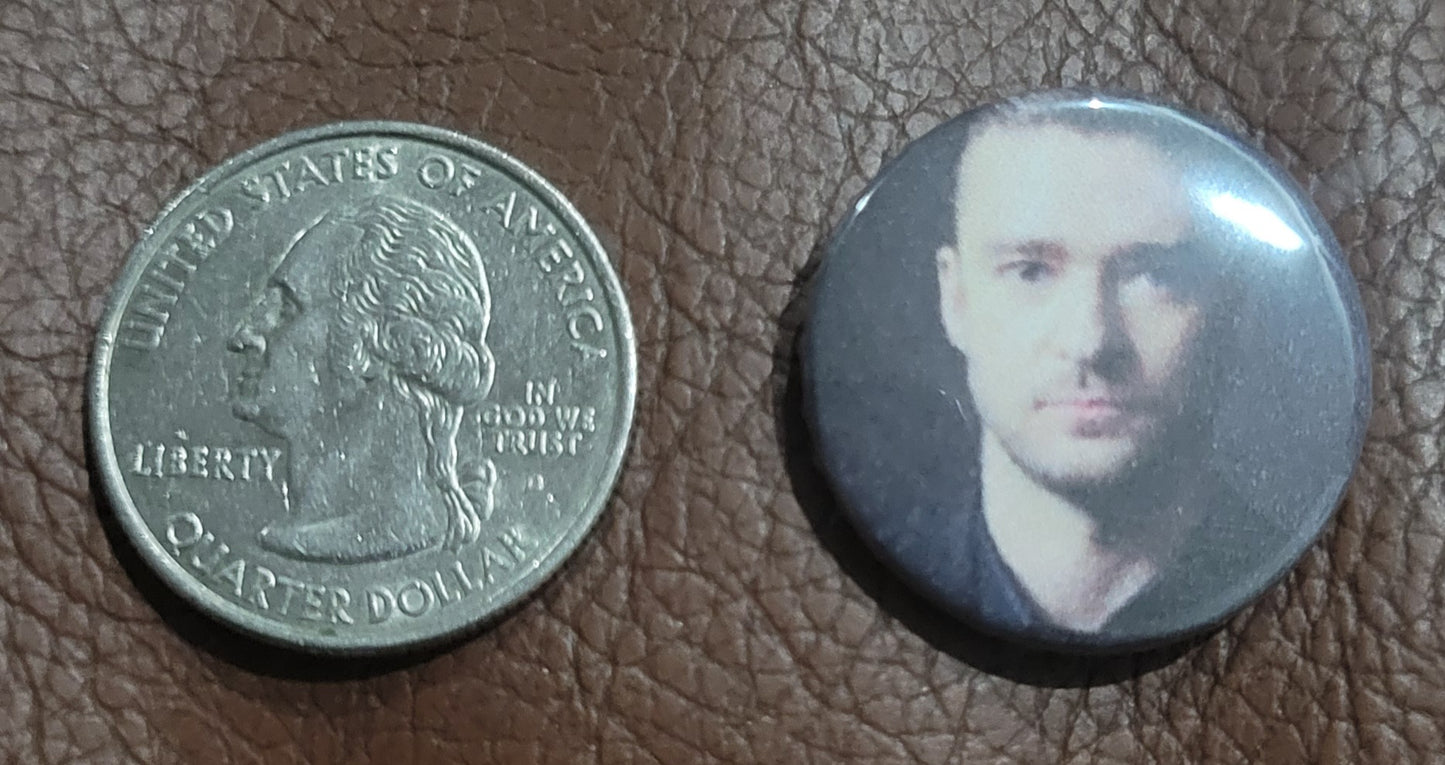 UNITED STATES OF AMERICA
LIBERTY
IN
GOD WE
TRUST
QUARTER DOLLAR